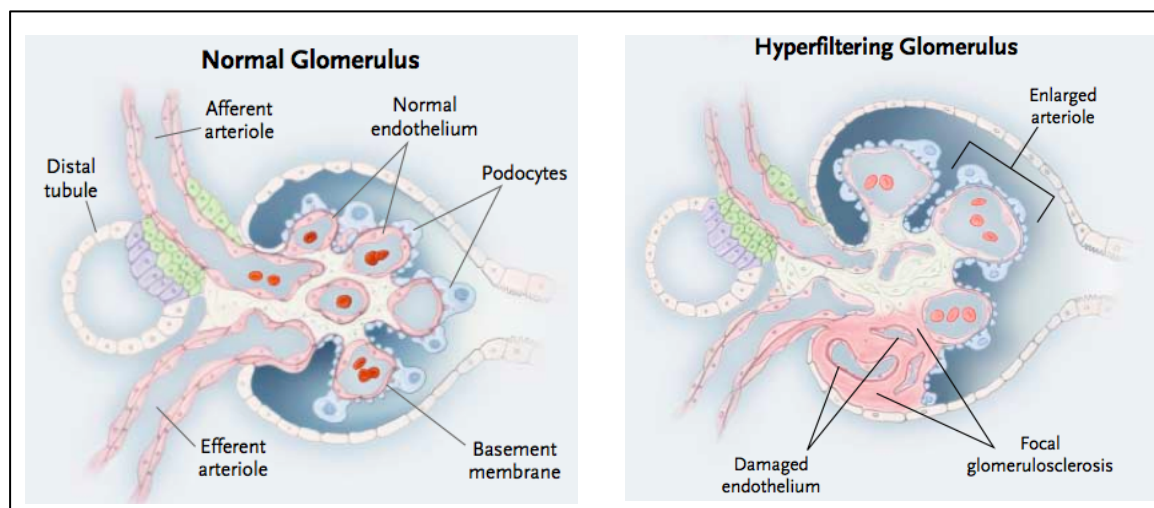 Normal Glomerulus
Afferent
arteriole
Normal
endothelium
Distal
tubule
Podocytes
Efferent
arteriole
Basement
membrane
Hyperfiltering Glomerulus
Enlarged
arteriole
Damaged
endothelium
Focal
glomerulosclerosis